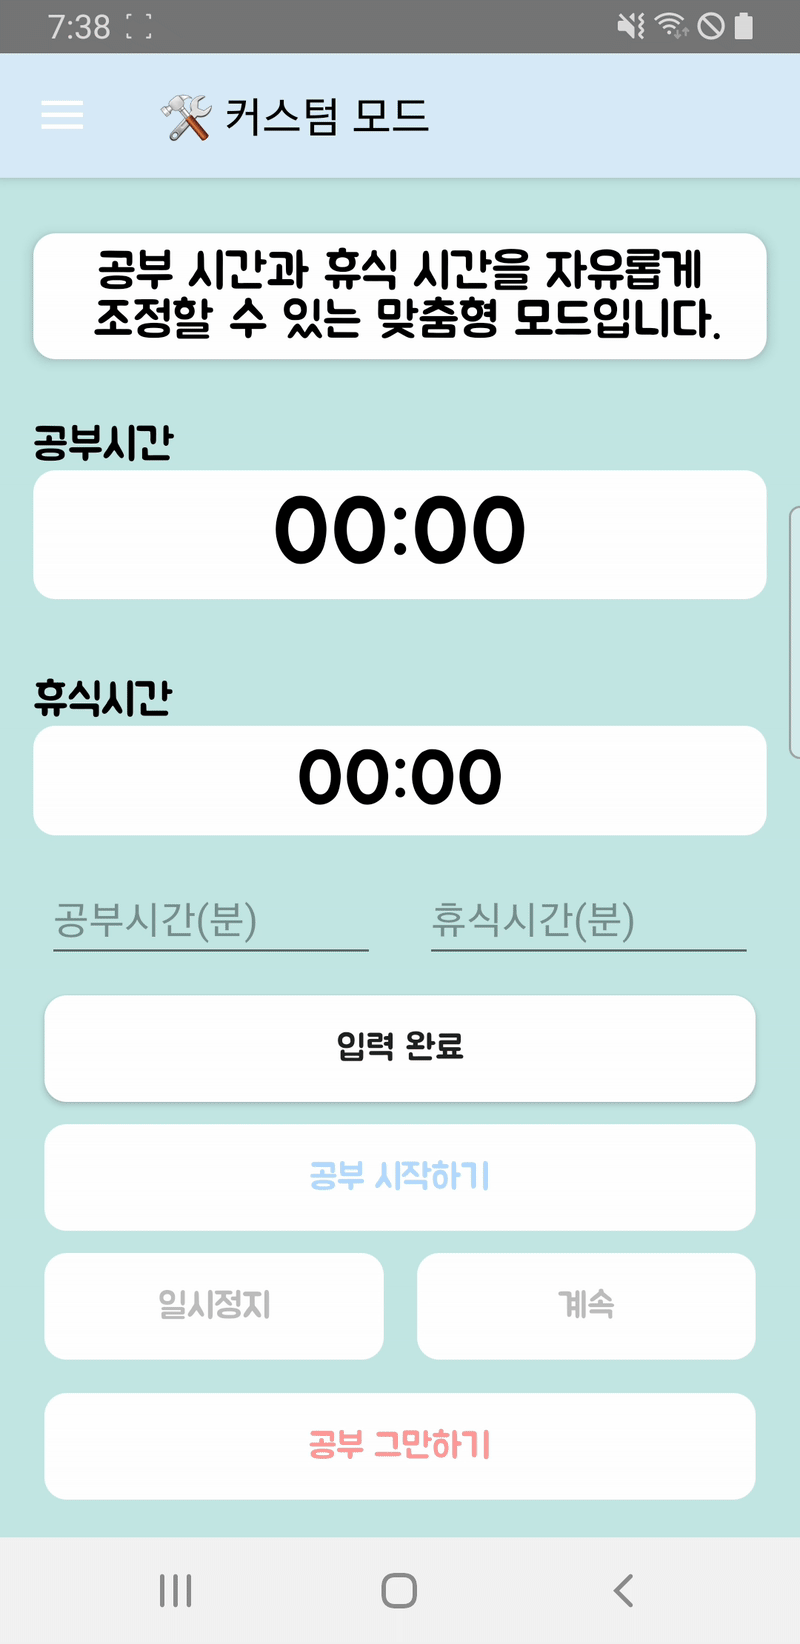 7:38
커스텀 모드
공부 시간과 휴식 시간을 자유롭게
조정할 수 있는 맞춤형 모드입니다.
공부시간
00:00
휴식시간
00:00
공부시간(분) 휴식시간(분)
입력 완료
공부 시작하기
일시정지 계속
공부 그만하기